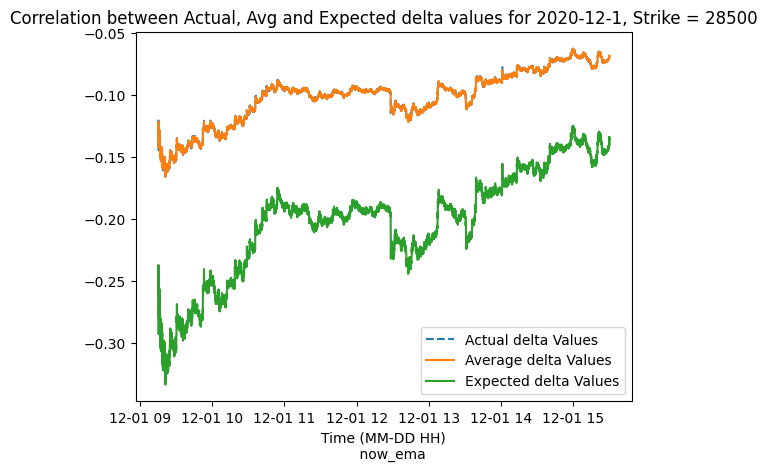 Correlation between Actual, Avg and Expected delta values for 2020-12-1, Strike = 28500
−0.05
−0.10
−0.15
−0.20
−0.25
−0.30
Actual delta Values
Average delta Values
Expected delta Values
12-01 09 12-01 10 12-01 11 12-01 12 12-01 13 12-01 14 12-01 15
Time (MM-DD HH)
now_ema